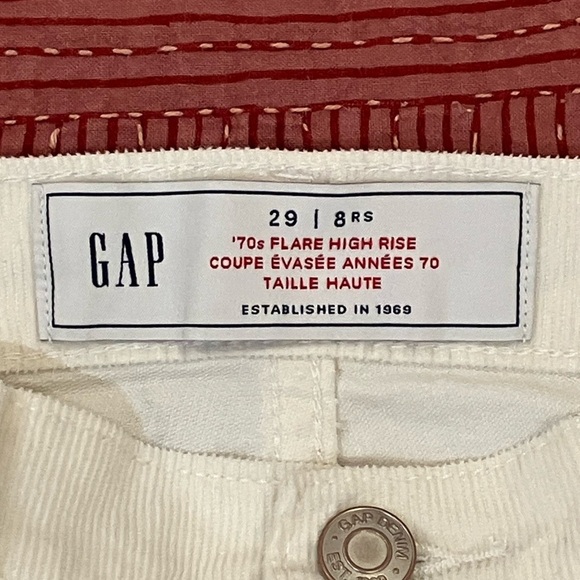 GAP
29 | 8RS
'70s FLARE HIGH RISE
COUPE ÉVASÉE ANNÉES 70
TAILLE HAUTE
ESTABLISHED IN 1969
GAP DENIM